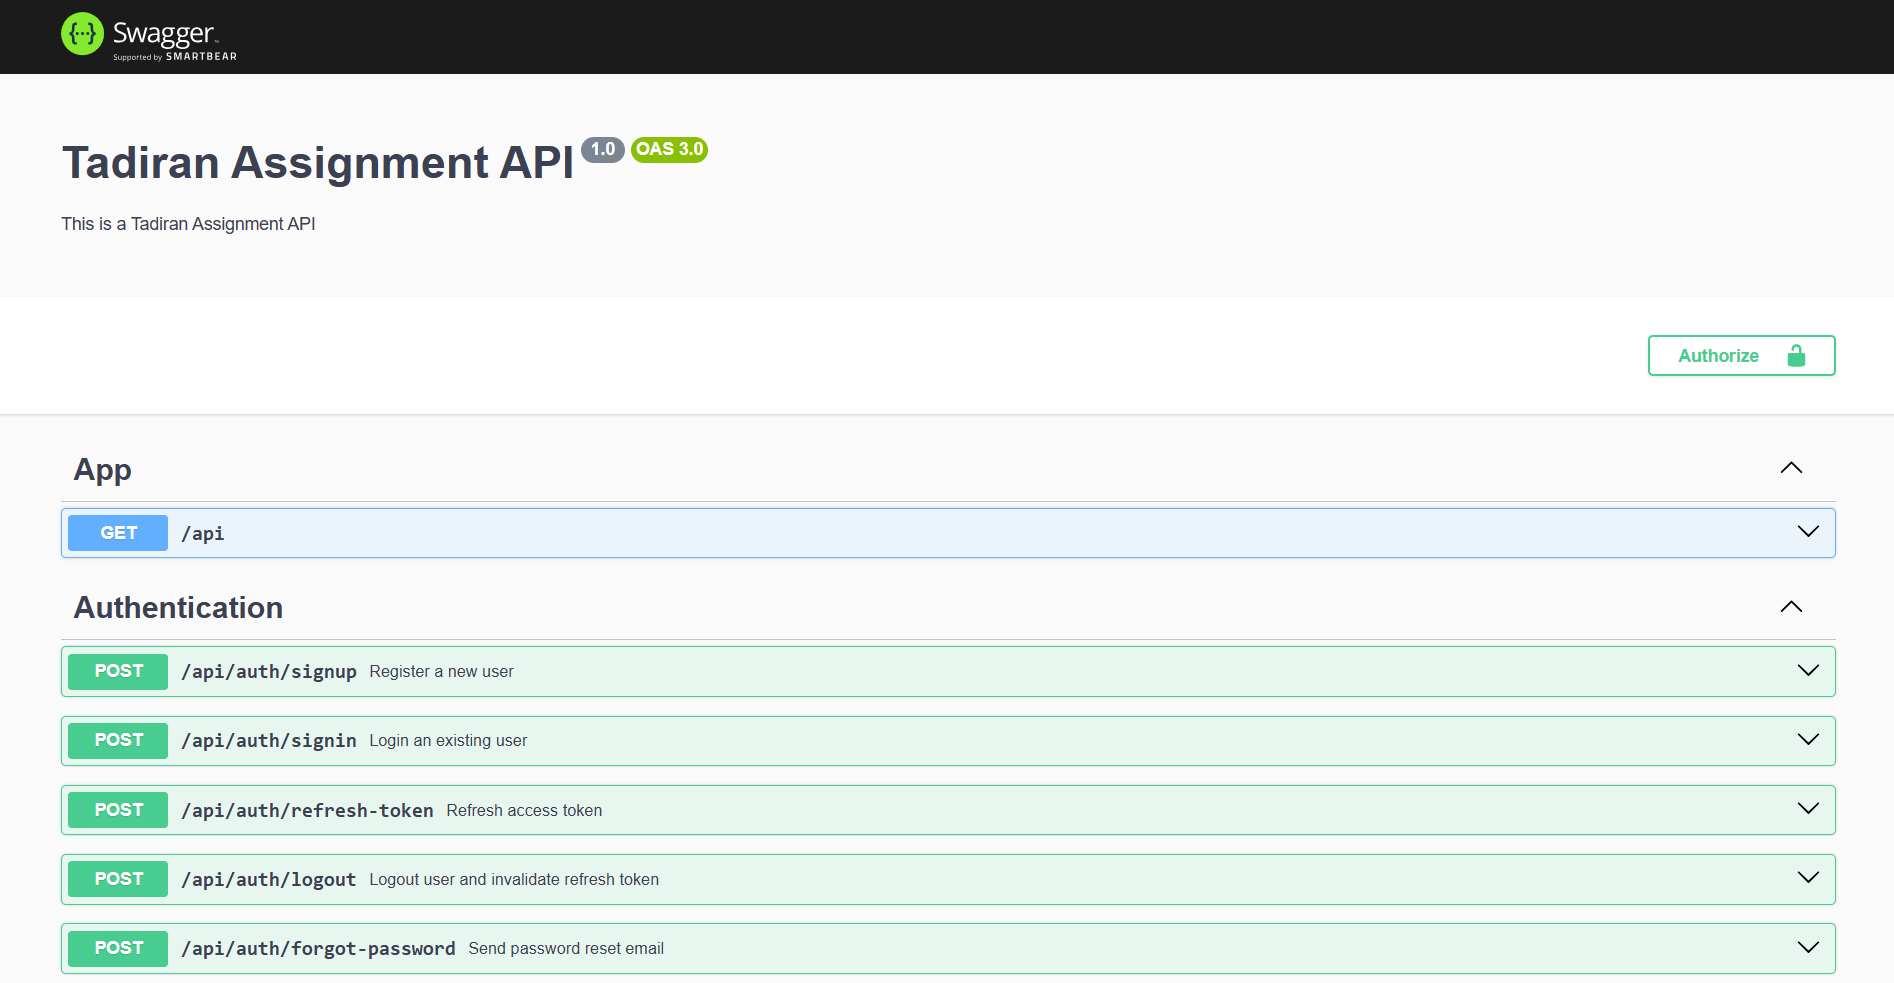 Swagger
Supported by SMARTBEAR
Tadiran Assignment API 1.0 OAS 3.0
This is a Tadiran Assignment API
Authorize
App
GET /api
Authentication
POST /api/auth/signup Register a new user
POST /api/auth/signin Login an existing user
POST /api/auth/refresh-token Refresh access token
POST /api/auth/logout Logout user and invalidate refresh token
POST /api/auth/forgot-password Send password reset email